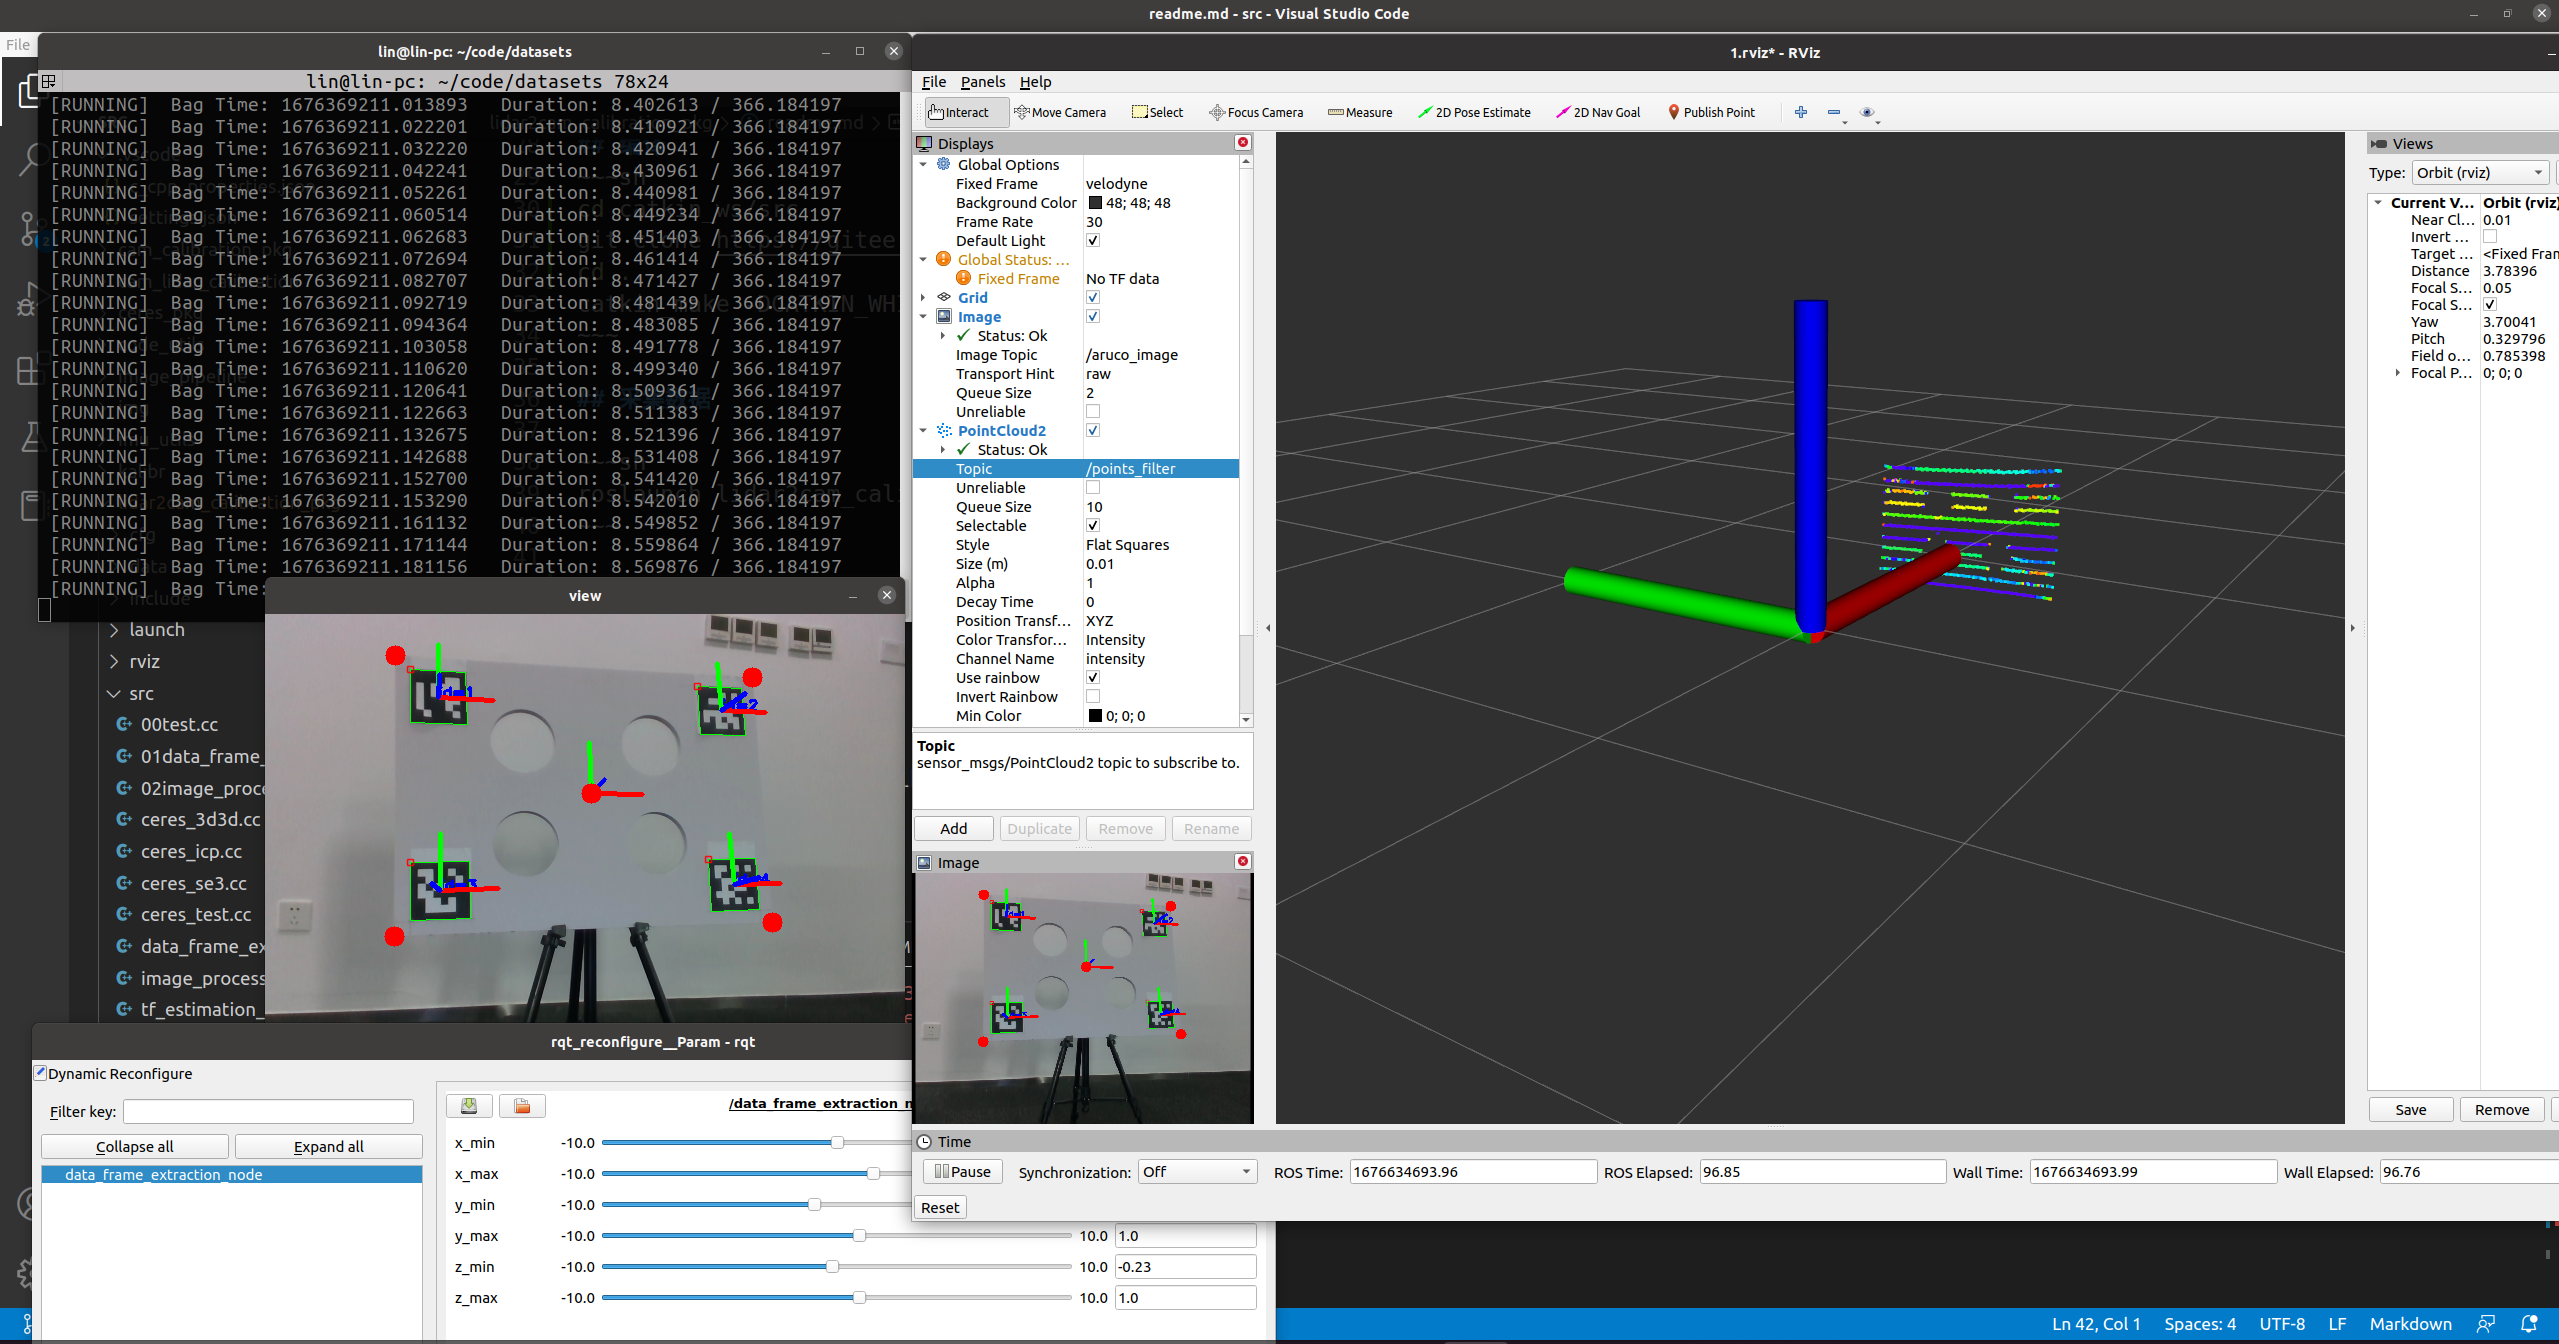 readme.md - src - Visual Studio Code
File
lin@lin-pc: ~/code/datasets
lin@lin-pc: ~/code/datasets 78x24
[RUNNING] Bag Time: 1676369211.013893 Duration: 8.402613 / 366.184197
[RUNNING] Bag Time: 1676369211.022201 Duration: 8.410921 / 366.184197
[RUNNING] Bag Time: 1676369211.032220 Duration: 8.420941 / 366.184197
[RUNNING] Bag Time: 1676369211.042241 Duration: 8.430961 / 366.184197
[RUNNING] Bag Time: 1676369211.052261 Duration: 8.440981 / 366.184197
[RUNNING] Bag Time: 1676369211.060514 Duration: 8.449234 / 366.184197
[RUNNING] Bag Time: 1676369211.062683 Duration: 8.451403 / 366.184197
[RUNNING] Bag Time: 1676369211.072694 Duration: 8.461414 / 366.184197
[RUNNING] Bag Time: 1676369211.082707 Duration: 8.471427 / 366.184197
[RUNNING] Bag Time: 1676369211.092719 Duration: 8.481439 / 366.184197
[RUNNING] Bag Time: 1676369211.094364 Duration: 8.483085 / 366.184197
[RUNNING] Bag Time: 1676369211.103058 Duration: 8.491778 / 366.184197
[RUNNING] Bag Time: 1676369211.110620 Duration: 8.499340 / 366.184197
[RUNNING] Bag Time: 1676369211.120641 Duration: 8.509361 / 366.184197
[RUNNING] Bag Time: 1676369211.122663 Duration: 8.511383 / 366.184197
[RUNNING] Bag Time: 1676369211.132675 Duration: 8.521396 / 366.184197
[RUNNING] Bag Time: 1676369211.142688 Duration: 8.531408 / 366.184197
[RUNNING] Bag Time: 1676369211.152700 Duration: 8.541420 / 366.184197
[RUNNING] Bag Time: 1676369211.153290 Duration: 8.542010 / 366.184197
[RUNNING] Bag Time: 1676369211.161132 Duration: 8.549852 / 366.184197
[RUNNING] Bag Time: 1676369211.171144 Duration: 8.559864 / 366.184197
[RUNNING] Bag Time: 1676369211.181156 Duration: 8.569876 / 366.184197
[RUNNING] Bag Time:
include
launch
rviz
src
00test.cc
01data_frame_
02image_proce
ceres_3d3d.cc
ceres_icp.cc
ceres_se3.cc
ceres_test.cc
data_frame_ex
image_process
tf_estimation_
view
rqt_reconfigure__Param - rqt
Dynamic Reconfigure
Filter key:
Collapse all Expand all
data_frame_extraction_node
/data_frame_extraction_n
x_min -10.0
x_max -10.0
y_min -10.0
y_max -10.0 10.0 1.0
z_min -10.0 10.0 -0.23
z_max -10.0 10.0 1.0
1.rviz* - RViz
File Panels Help
Interact Move Camera Select Focus Camera Measure 2D Pose Estimate 2D Nav Goal Publish Point
Displays
Global Options
Fixed Frame velodyne
Background Color 48; 48; 48
Frame Rate 30
Default Light
Global Status: ...
Fixed Frame No TF data
Grid
Image
Status: Ok
Image Topic /aruco_image
Transport Hint raw
Queue Size 2
Unreliable
PointCloud2
Status: Ok
Topic /points_filter
Unreliable
Queue Size 10
Selectable
Style Flat Squares
Size (m) 0.01
Alpha 1
Decay Time 0
Position Transf... XYZ
Color Transfor... Intensity
Channel Name intensity
Use rainbow
Invert Rainbow
Min Color 0; 0; 0
Topic
sensor_msgs/PointCloud2 topic to subscribe to.
Add Duplicate Remove Rename
Image
Views
Type: Orbit (rviz)
Current V... Orbit (rviz)
Near Cl... 0.01
Invert ...
Target ... <Fixed Fran
Distance 3.78396
Focal S... 0.05
Focal S...
Yaw 3.70041
Pitch 0.329796
Field o... 0.785398
Focal P... 0; 0; 0
Save Remove
Time
Pause Synchronization: Off ROS Time: 1676634693.96 ROS Elapsed: 96.85 Wall Time: 1676634693.99 Wall Elapsed: 96.76
Reset
Ln 42, Col 1 Spaces: 4 UTF-8 LF Markdown